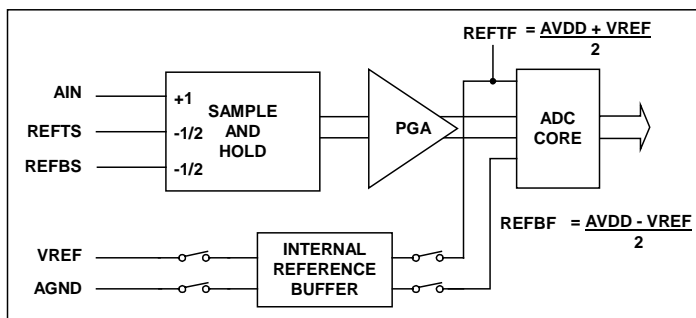 REFTF = AVDD + VREF
2
AIN
+1
SAMPLE
AND
HOLD
REFTS
-1/2
REFBS
-1/2
PGA
ADC
CORE
REFBF = AVDD - VREF
2
VREF
AGND
INTERNAL
REFERENCE
BUFFER